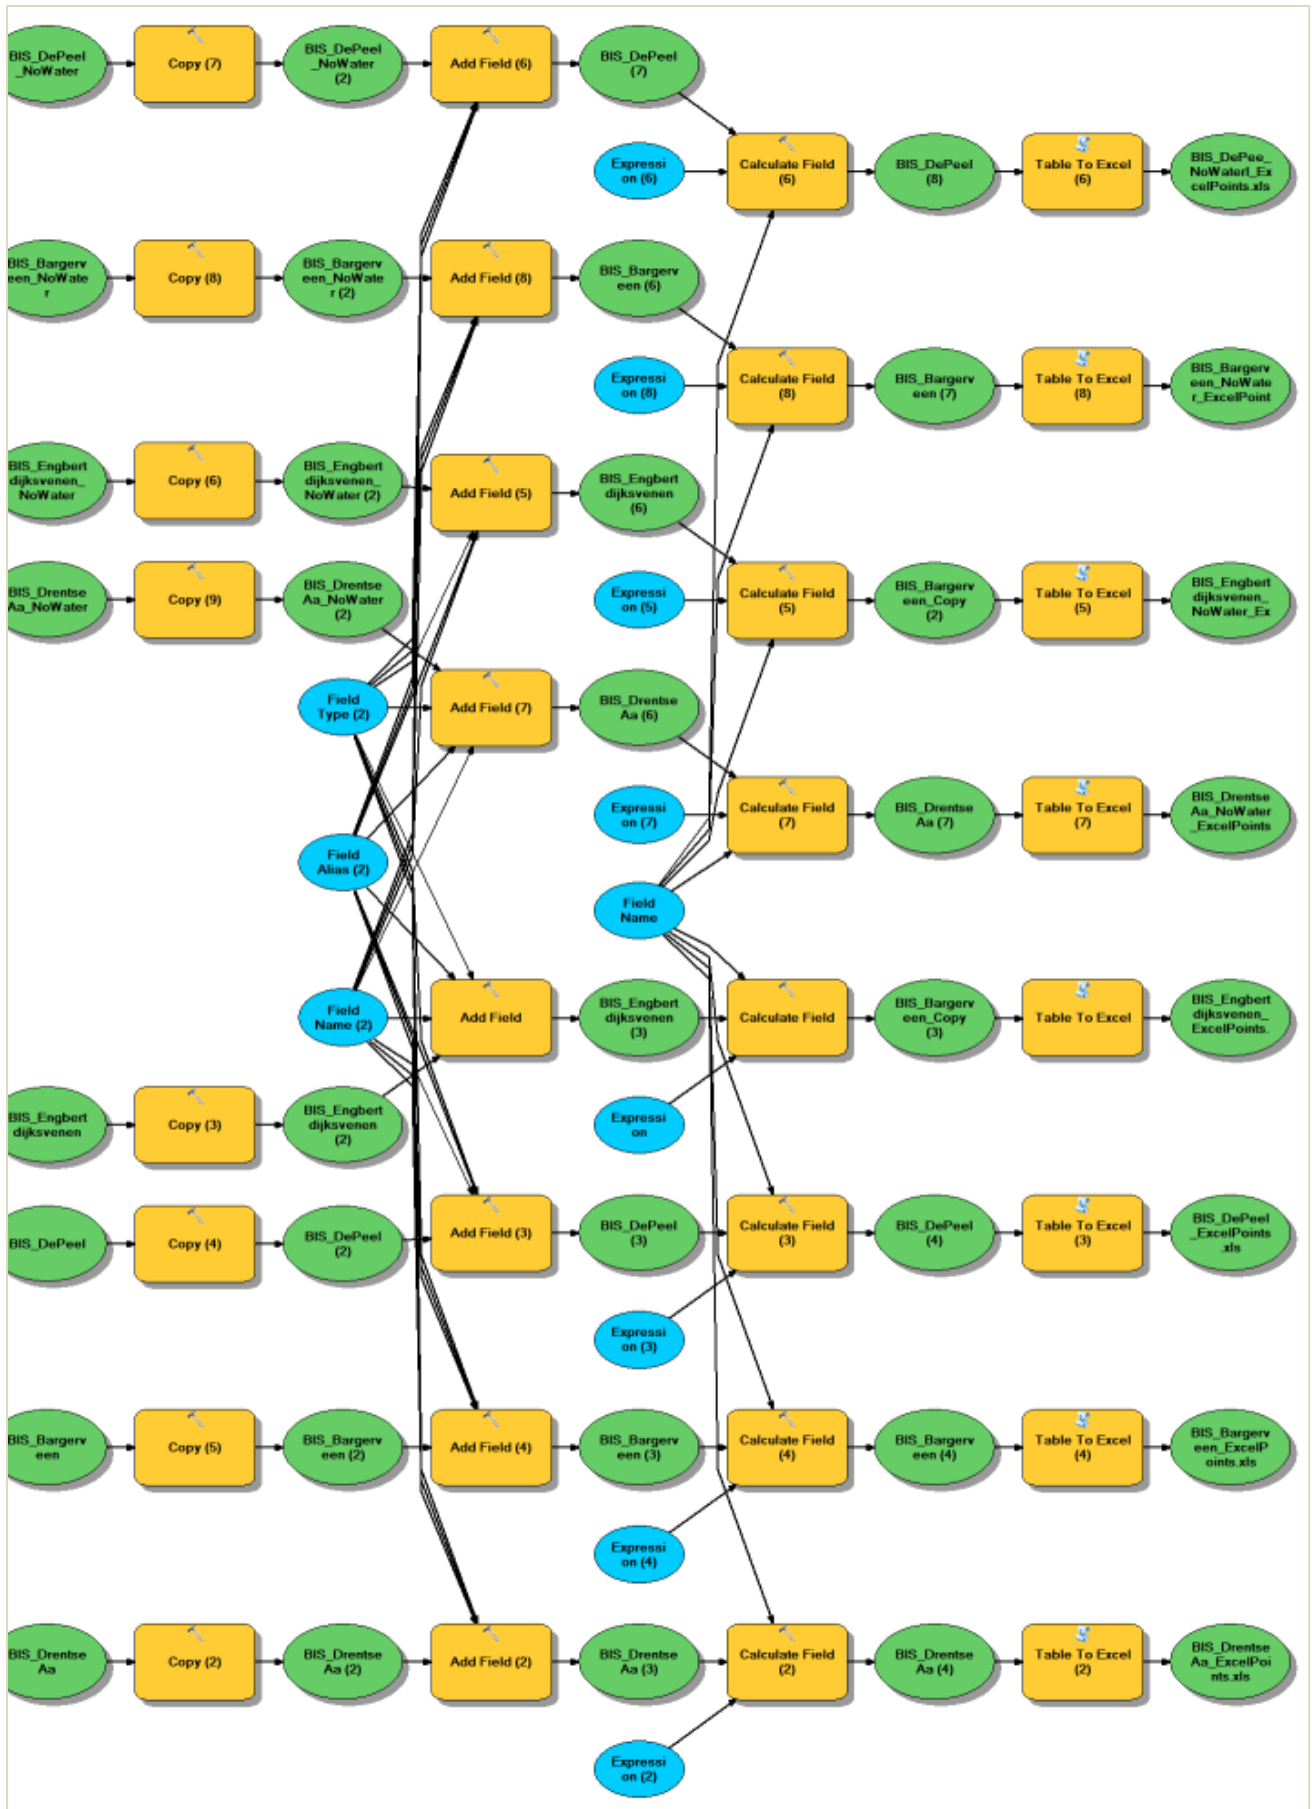 BIS_DePeel
_NoWater
Copy (7)
BIS_DePeel
_NoWater
(2)
Add Field (6)
BIS_DePeel
(7)
Expressi
on (6)
Calculate Field
(6)
BIS_DePeel
(8)
Table To Excel
(6)
BIS_DePee_
NoWaterl_Ex
celPoints.xls
BIS_Bargerv
een_NoWate
r
Copy (8)
BIS_Bargerv
een_NoWate
r (2)
Add Field (8)
BIS_Bargerv
een (6)
Expressi
on (8)
Calculate Field
(8)
BIS_Bargerv
een (7)
Table To Excel
(8)
BIS_Bargerv
een_NoWate
r_ExcelPoint
BIS_Engbert
dijksvenen_
NoWater
Copy (6)
BIS_Engbert
dijksvenen_
NoWater (2)
Add Field (5)
BIS_Engbert
dijksvenen
(6)
Expressi
on (5)
Calculate Field
(5)
BIS_Bargerv
een_Copy
(2)
Table To Excel
(5)
BIS_Engbert
dijksvenen_
NoWater_Ex
BIS_Drentse
Aa_NoWater
Copy (9)
BIS_Drentse
Aa_NoWater
(2)
Field
Type (2)
Add Field (7)
BIS_Drentse
Aa (6)
Expressi
on (7)
Calculate Field
(7)
BIS_Drentse
Aa (7)
Table To Excel
(7)
BIS_Drentse
Aa_NoWater
_ExcelPoints
Field
Alias (2)
Field
Name
Field
Name (2)
Add Field
BIS_Engbert
dijksvenen
(3)
Calculate Field
BIS_Bargerv
een_Copy
(3)
Table To Excel
BIS_Engbert
dijksvenen_
ExcelPoints.
BIS_Engbert
dijksvenen
Copy (3)
BIS_Engbert
dijksvenen
(2)
Expressi
on
BIS_DePeel
Copy (4)
BIS_DePeel
(2)
Add Field (3)
BIS_DePeel
(3)
Calculate Field
(3)
BIS_DePeel
(4)
Table To Excel
(3)
BIS_DePeel
_ExcelPoints
.xls
Expressi
on (3)
BIS_Bargerv
een
Copy (5)
BIS_Bargerv
een (2)
Add Field (4)
BIS_Bargerv
een (3)
Calculate Field
(4)
BIS_Bargerv
een (4)
Table To Excel
(4)
BIS_Bargerv
een_ExcelP
oints.xls
Expressi
on (4)
BIS_Drentse
Aa
Copy (2)
BIS_Drentse
Aa (2)
Add Field (2)
BIS_Drentse
Aa (3)
Calculate Field
(2)
BIS_Drentse
Aa (4)
Table To Excel
(2)
BIS_Drentse
Aa_ExcelPoi
nts.xls
Expressi
on (2)